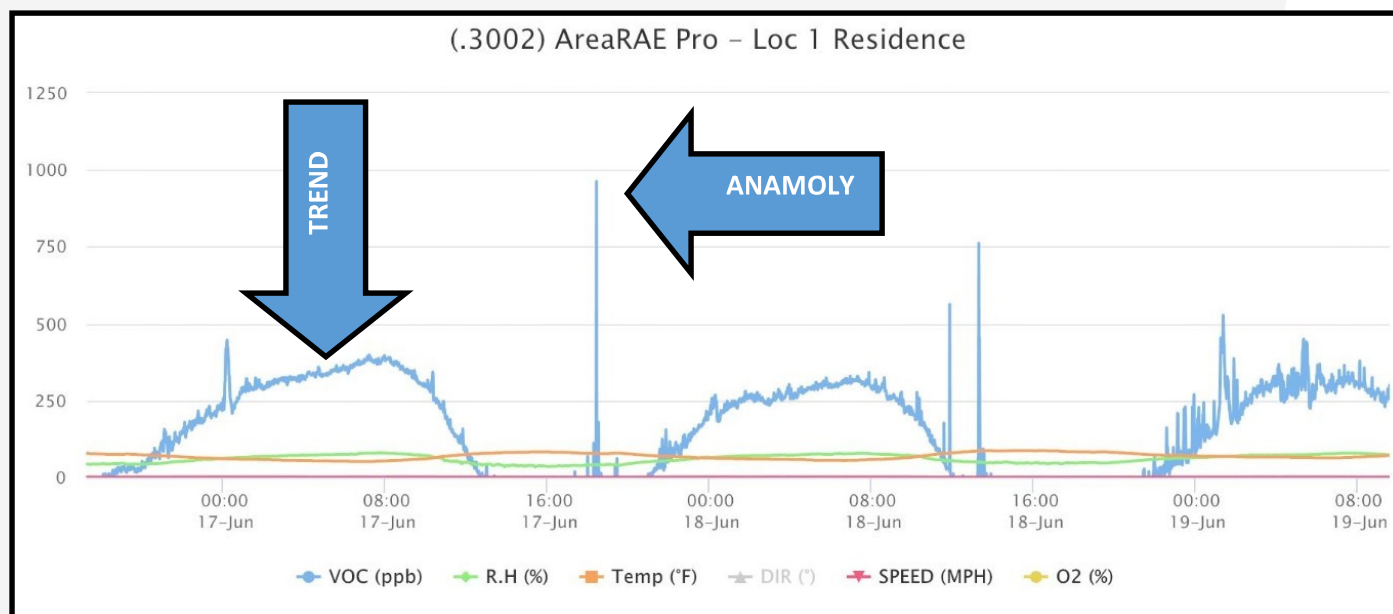 (.3002) AreaRAE Pro – Loc 1 Residence
1250
1000
750
500
250
0
TREND
ANAMOLY
00:00 08:00 16:00 00:00 08:00 16:00 00:00 08:00
17-Jun 17-Jun 17-Jun 18-Jun 18-Jun 18-Jun 19-Jun 19-Jun
VOC (ppb) R.H (%) Temp (°F) DIR (°) SPEED (MPH) O2 (%)